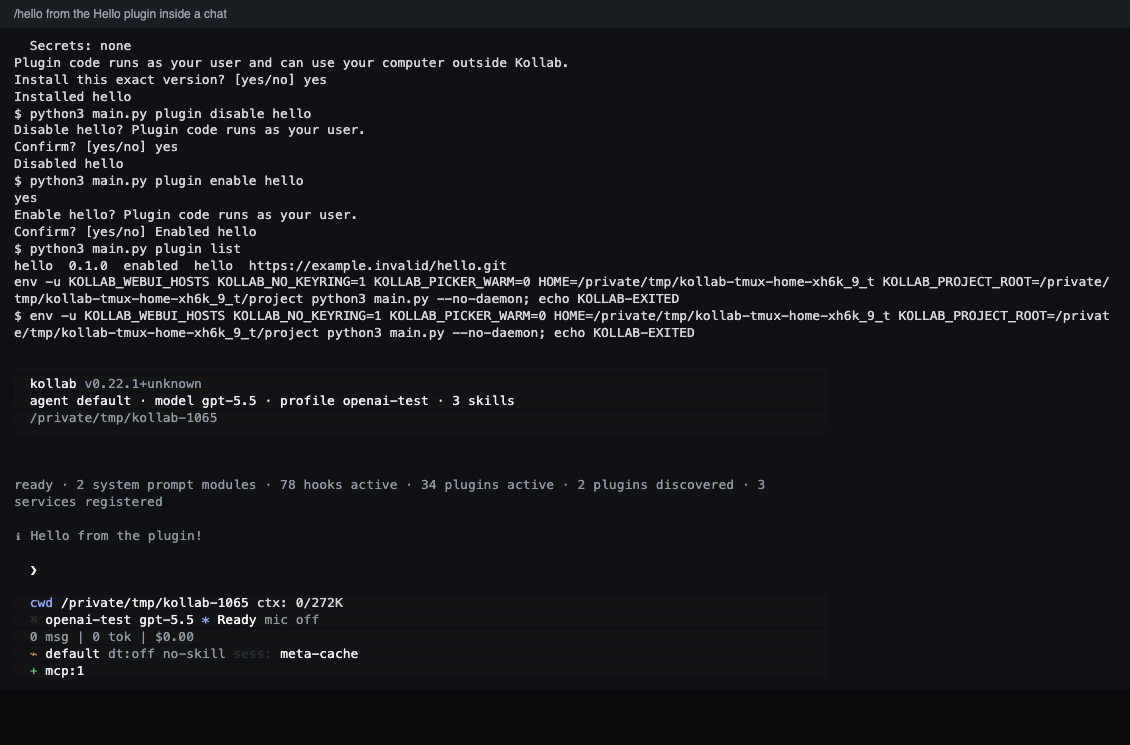 /hello from the Hello plugin inside a chat
Secrets: none
Plugin code runs as your user and can use your computer outside Kollab.
Install this exact version? [yes/no] yes
Installed hello
$ python3 main.py plugin disable hello
Disable hello? Plugin code runs as your user.
Confirm? [yes/no] yes
Disabled hello
$ python3 main.py plugin enable hello
yes
Enable hello? Plugin code runs as your user.
Confirm? [yes/no] Enabled hello
$ python3 main.py plugin list
hello  0.1.0  enabled  hello  https://example.invalid/hello.git
env -u KOLLAB_WEBUI_HOSTS KOLLAB_NO_KEYRING=1 KOLLAB_PICKER_WARM=0 HOME=/private/tmp/kollab-tmux-home-xh6k_9_t KOLLAB_PROJECT_ROOT=/private/
tmp/kollab-tmux-home-xh6k_9_t/project python3 main.py --no-daemon; echo KOLLAB-EXITED
$ env -u KOLLAB_WEBUI_HOSTS KOLLAB_NO_KEYRING=1 KOLLAB_PICKER_WARM=0 HOME=/private/tmp/kollab-tmux-home-xh6k_9_t KOLLAB_PROJECT_ROOT=/privat
e/tmp/kollab-tmux-home-xh6k_9_t/project python3 main.py --no-daemon; echo KOLLAB-EXITED
kollab v0.22.1+unknown
agent default · model gpt-5.5 · profile openai-test · 3 skills
/private/tmp/kollab-1065
ready · 2 system prompt modules · 78 hooks active · 34 plugins active · 2 plugins discovered · 3
services registered
ℹ Hello from the plugin!
❯
cwd /private/tmp/kollab-1065 ctx: 0/272K
⌘ openai-test gpt-5.5 * Ready mic off
0 msg | 0 tok | $0.00
⌁ default dt:off no-skill sess: meta-cache
+ mcp:1